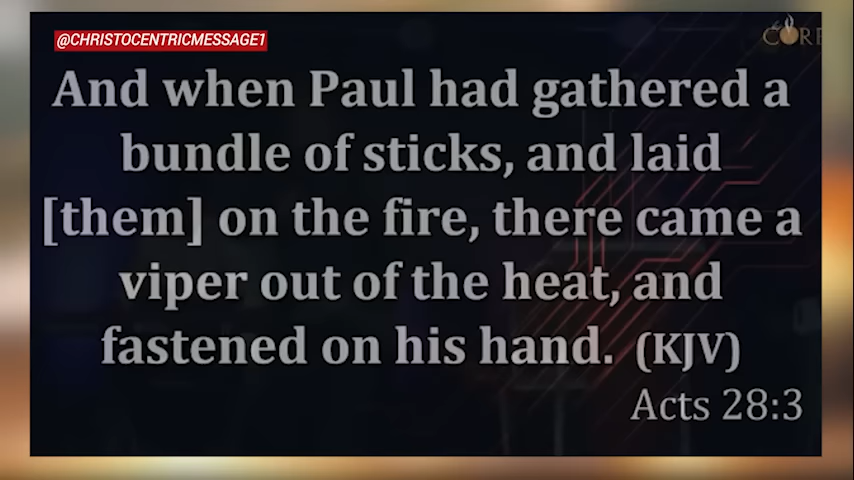 @CHRISTOCENTRICMESSAGE1
And when Paul had gathered a
bundle of sticks, and laid
[them] on the fire, there came a
viper out of the heat, and
fastened on his hand. (KJV)
Acts 28:3